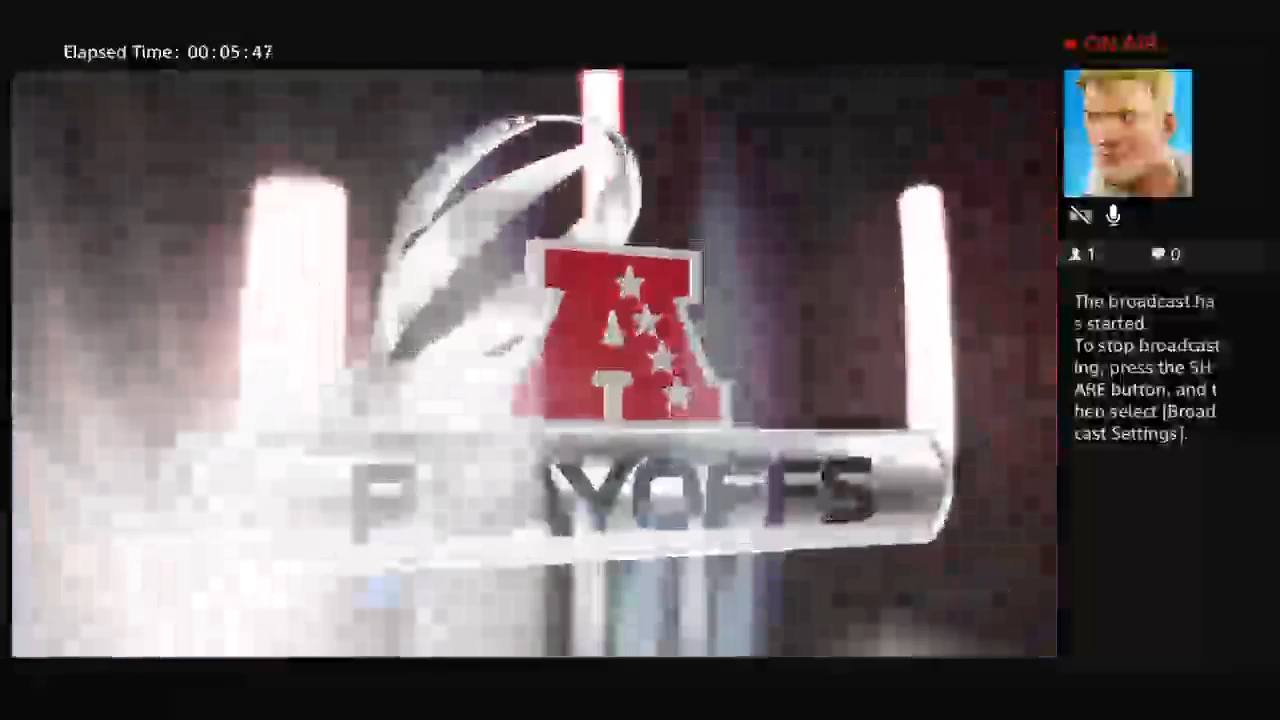 Elapsed Time: 00:05:47
ON AIR
1
0
The broadcast ha
s started.
To stop broadcast
ing, press the SH
ARE button, and t
hen select [Broad
cast Settings].
PLAYOFFS